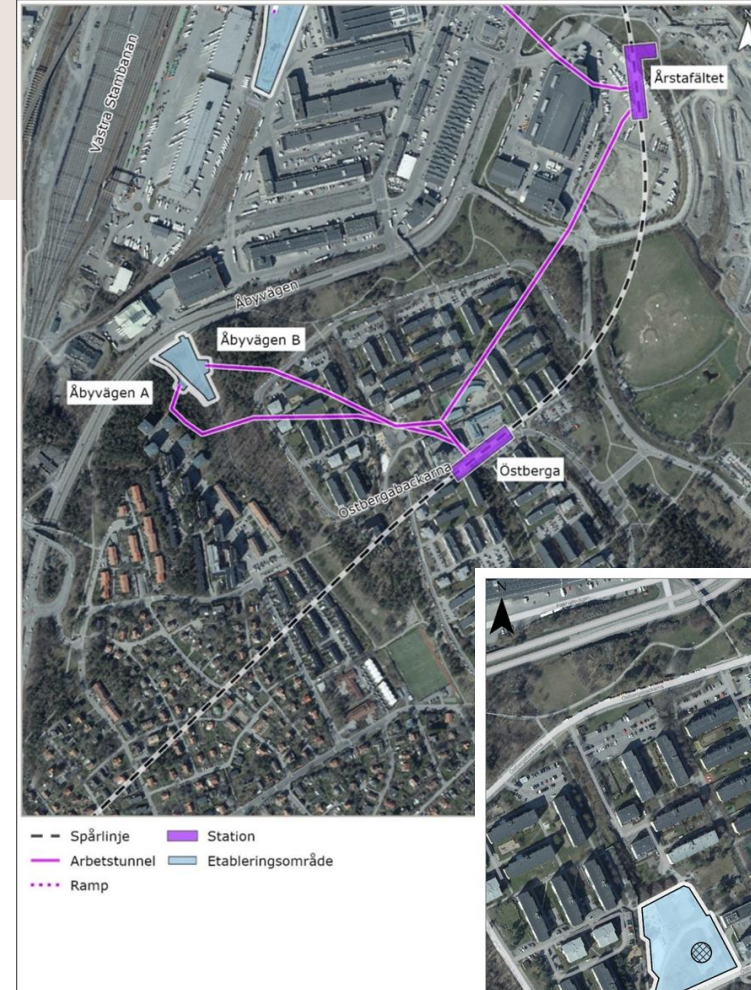 Västra Stambanan
Årstafältet
Åbyvägen
Åbyvägen B
Åbyvägen A
Östberga
Östbergabackarna
Spårlinje
Station
Arbetstunnel
Etableringsområde
Ramp